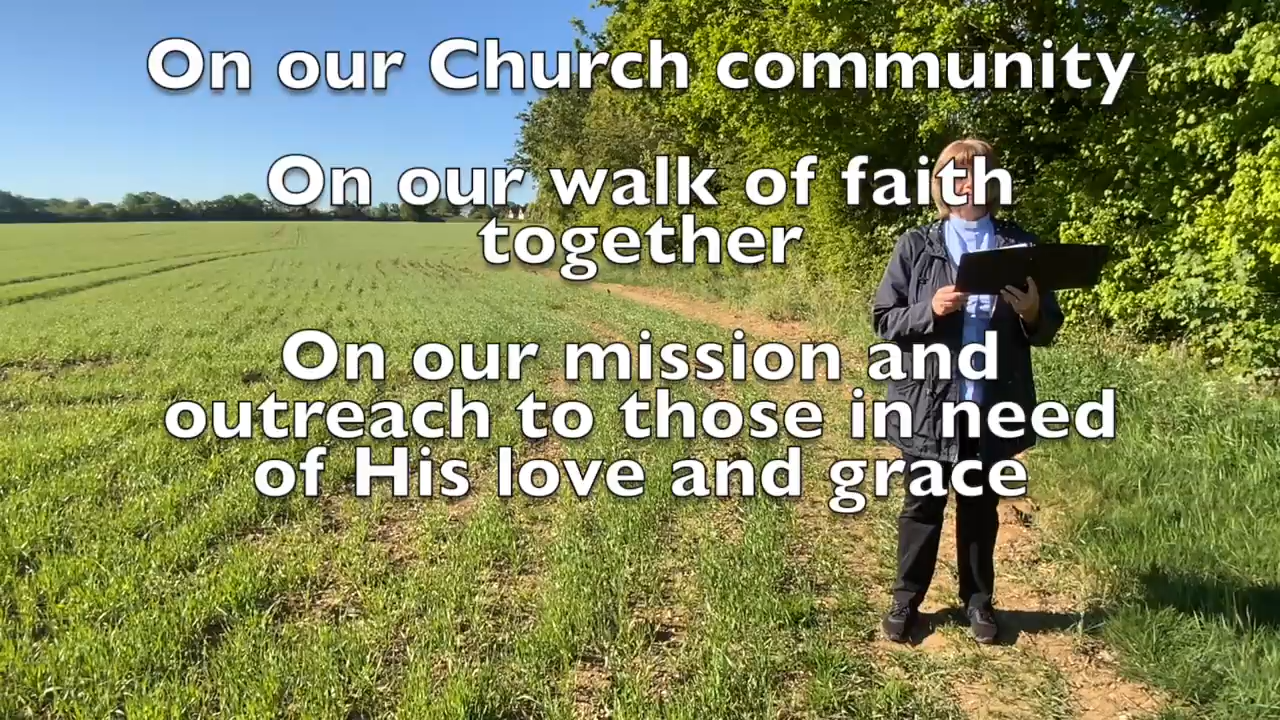 On our Church community
On our walk of faith
together
On our mission and
outreach to those in need
of His love and grace